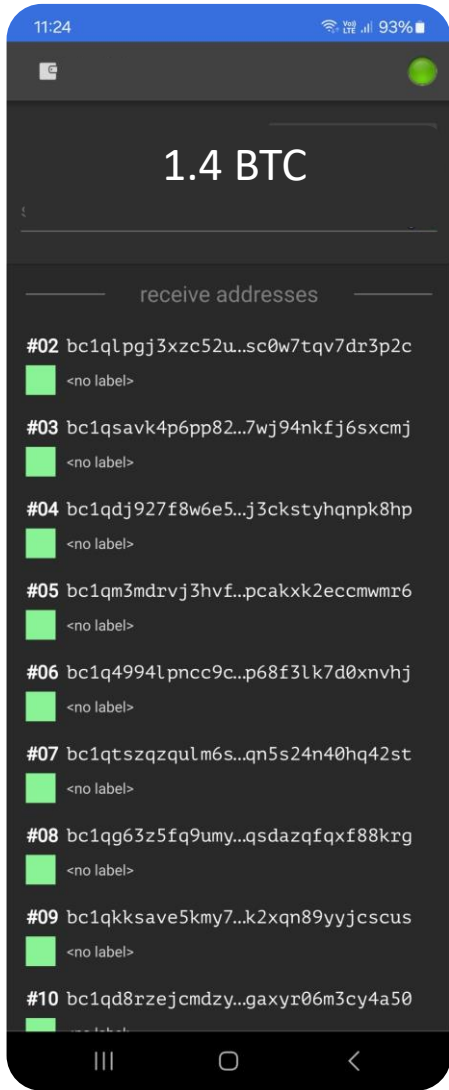 11:24
Vo))
LTE
93%
1.4 BTC
receive addresses
#02 bc1qlpgj3xzc52u…sc0w7tqv7dr3p2c
<no label>
#03 bc1qsavk4p6pp82…7wj94nkfj6sxcmj
<no label>
#04 bc1qdj927f8w6e5…j3ckstyhqnpk8hp
<no label>
#05 bc1qm3mdrvj3hvf…pcakxk2eccmwmr6
<no label>
#06 bc1q4994lpncc9c…p68f3lk7d0xnvhj
<no label>
#07 bc1qtszqzqulm6s…qn5s24n40hq42st
<no label>
#08 bc1qg63z5fq9umy…qsdazqfqxf88krg
<no label>
#09 bc1qkksave5kmy7…k2xqn89yyjcscus
<no label>
#10 bc1qd8rzejcmdzy…gaxyr06m3cy4a50